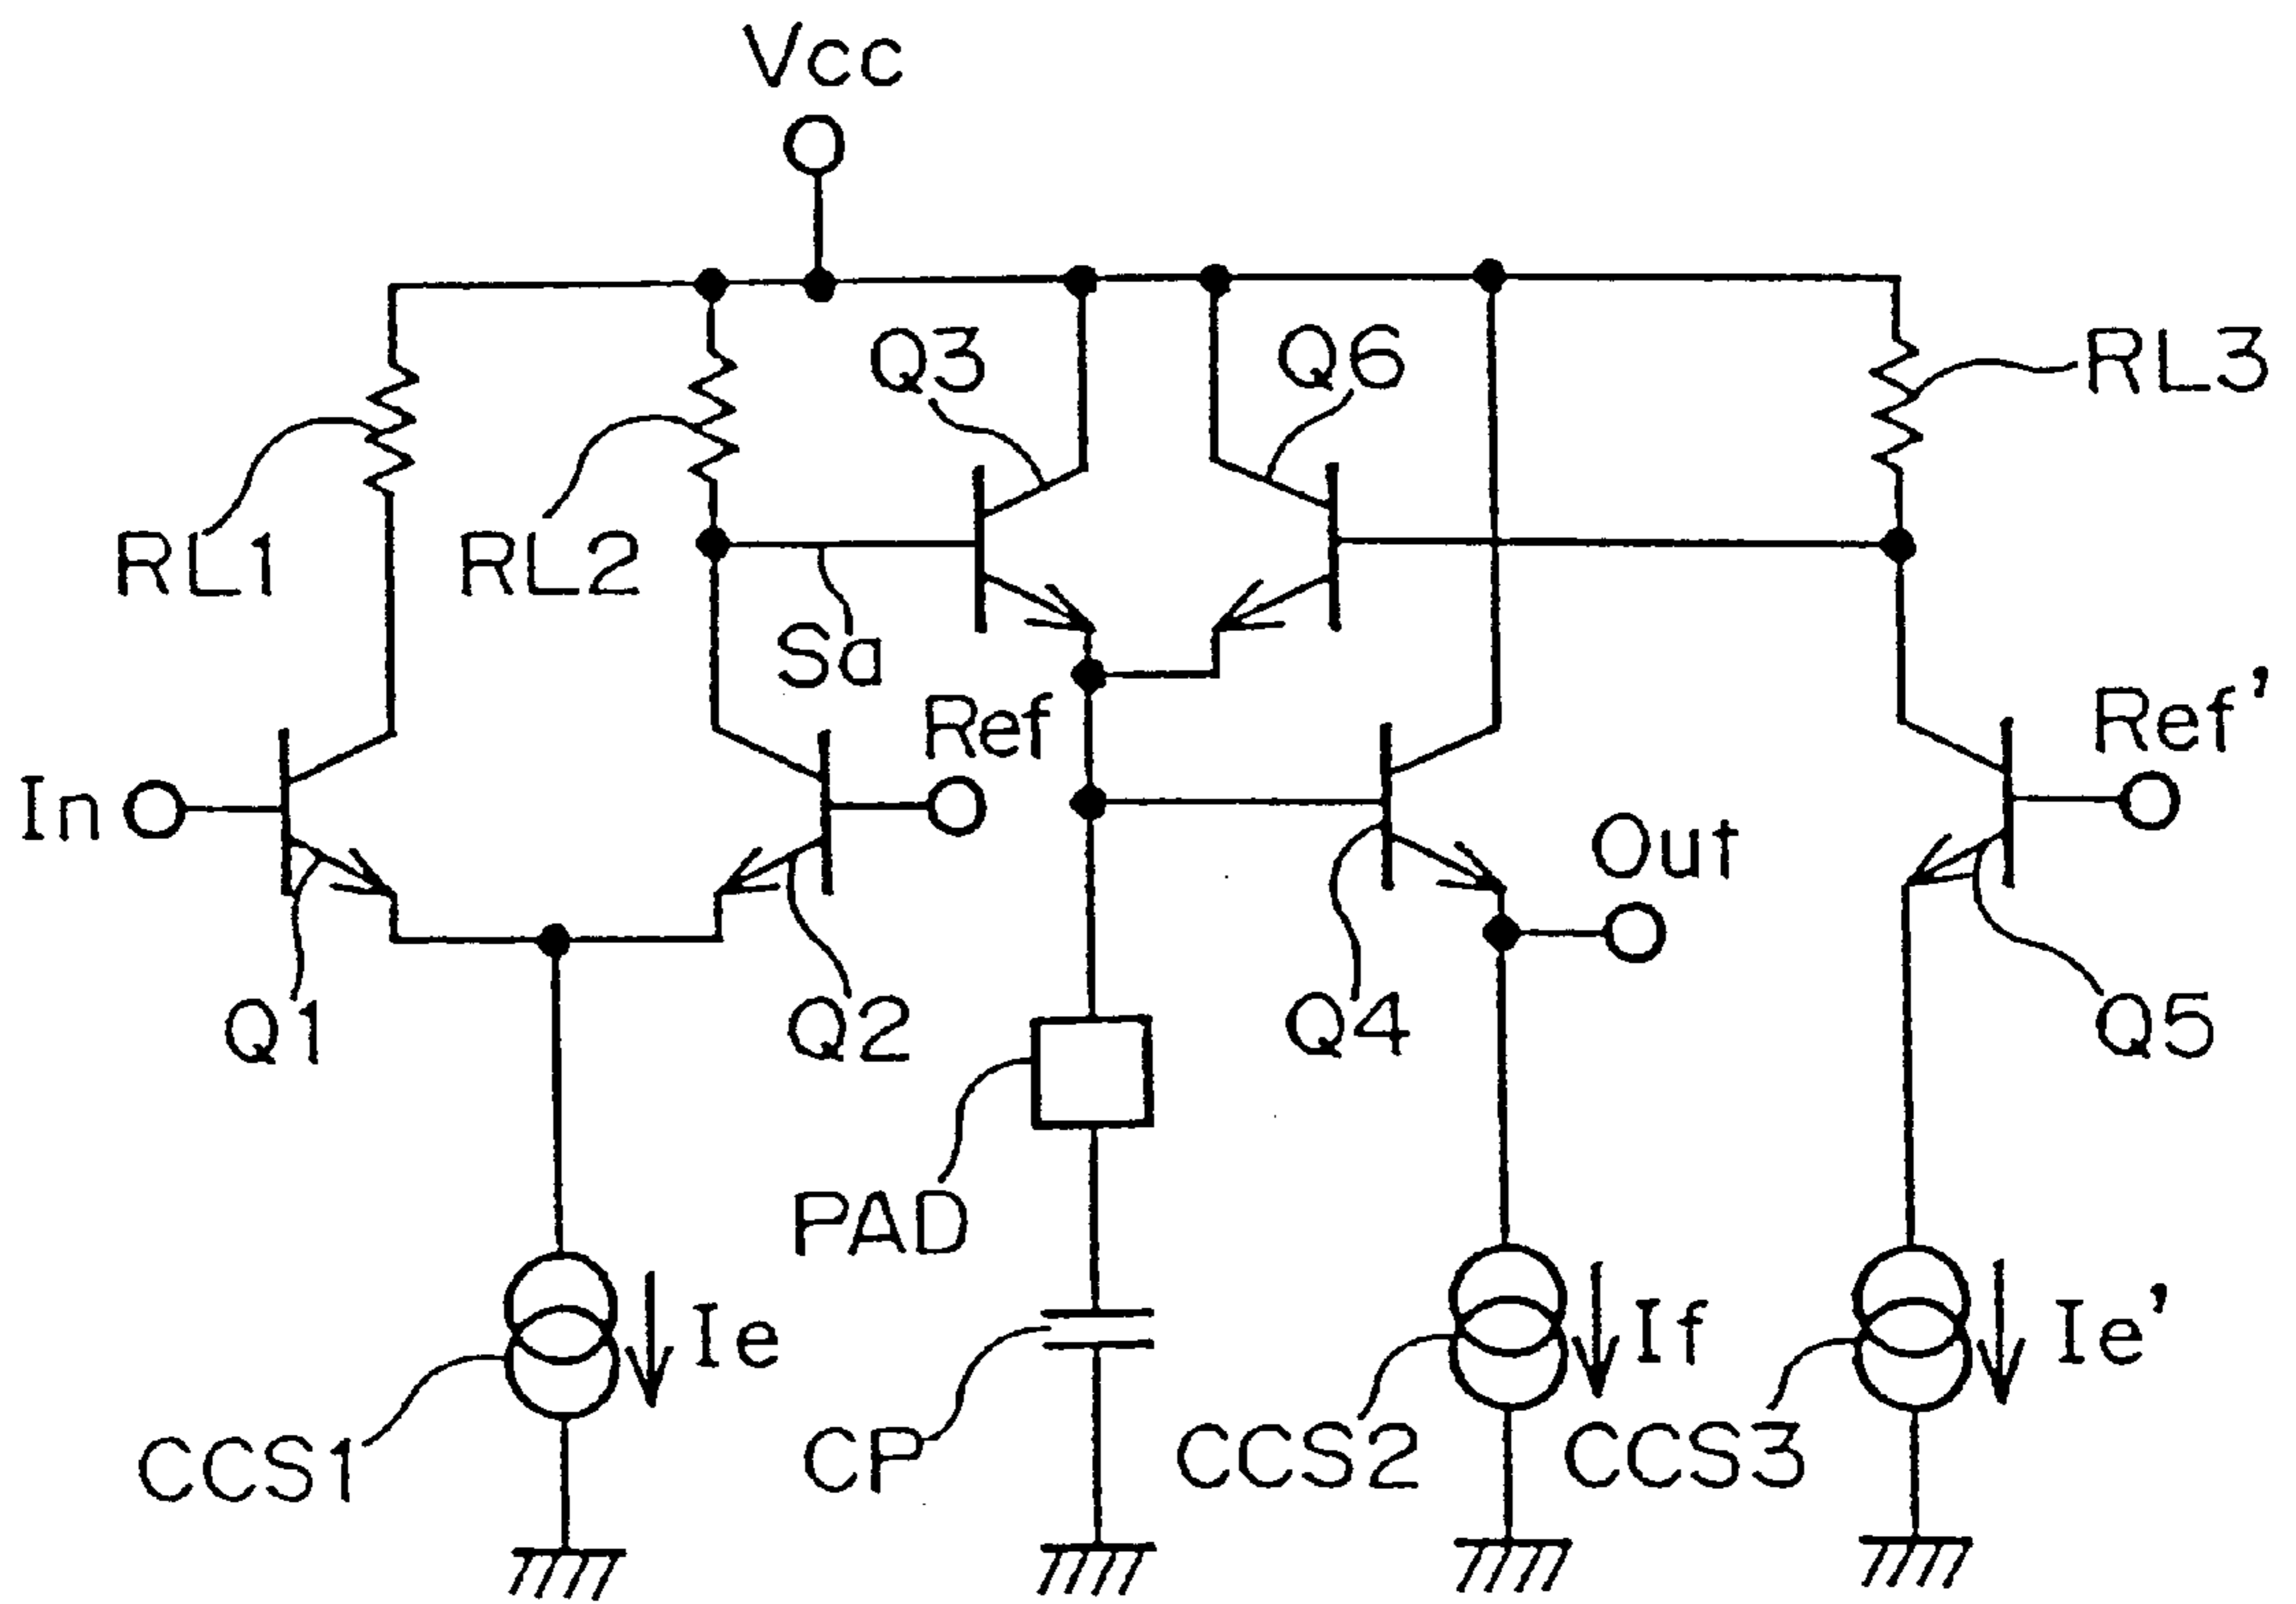 Vcc
Q3
Q6
RL3
RL1
RL2
Sa
Ref
Ref'
In
Out
Q1
Q2
Q4
Q5
PAD
Ie
If
Ie'
CCS1
CP
CCS2
CCS3